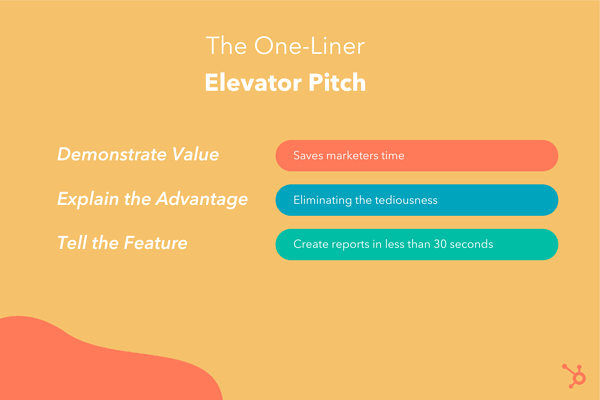 The One-Liner
Elevator Pitch
Demonstrate Value
Saves marketers time
Explain the Advantage
Eliminating the tediousness
Tell the Feature
Create reports in less than 30 seconds